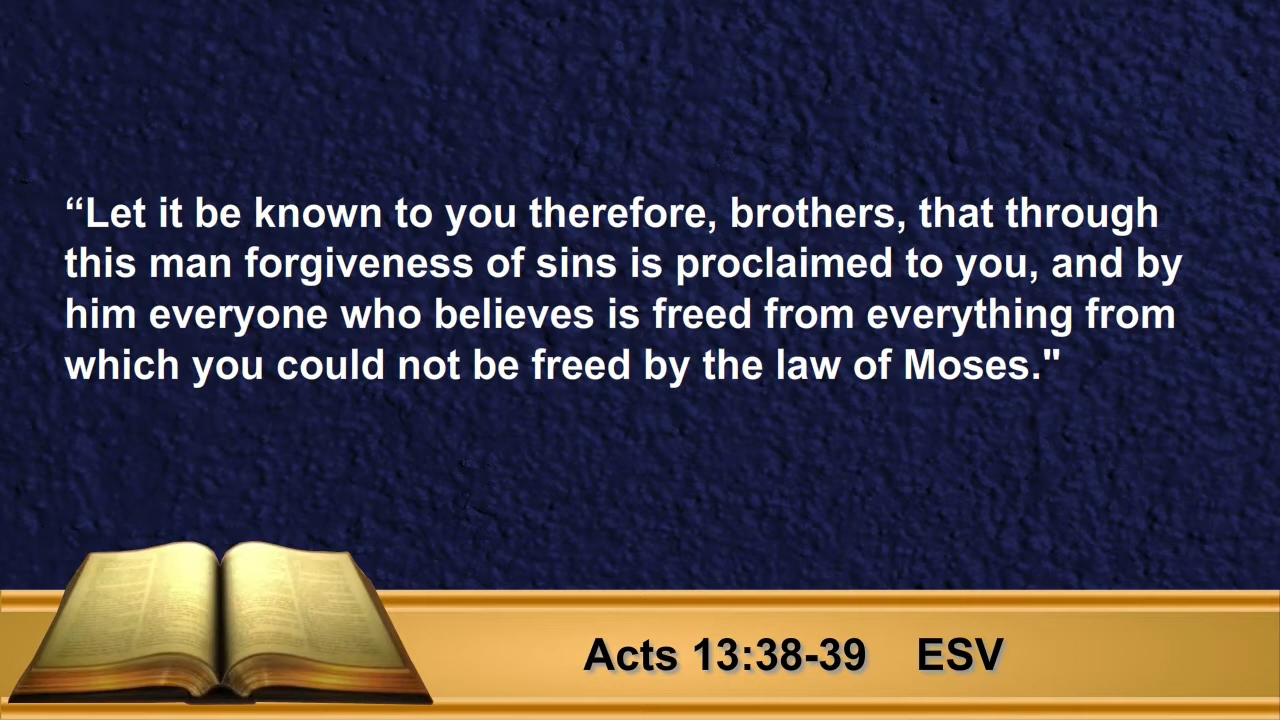 “Let it be known to you therefore, brothers, that through
this man forgiveness of sins is proclaimed to you, and by
him everyone who believes is freed from everything from
which you could not be freed by the law of Moses."
Acts 13:38-39 ESV